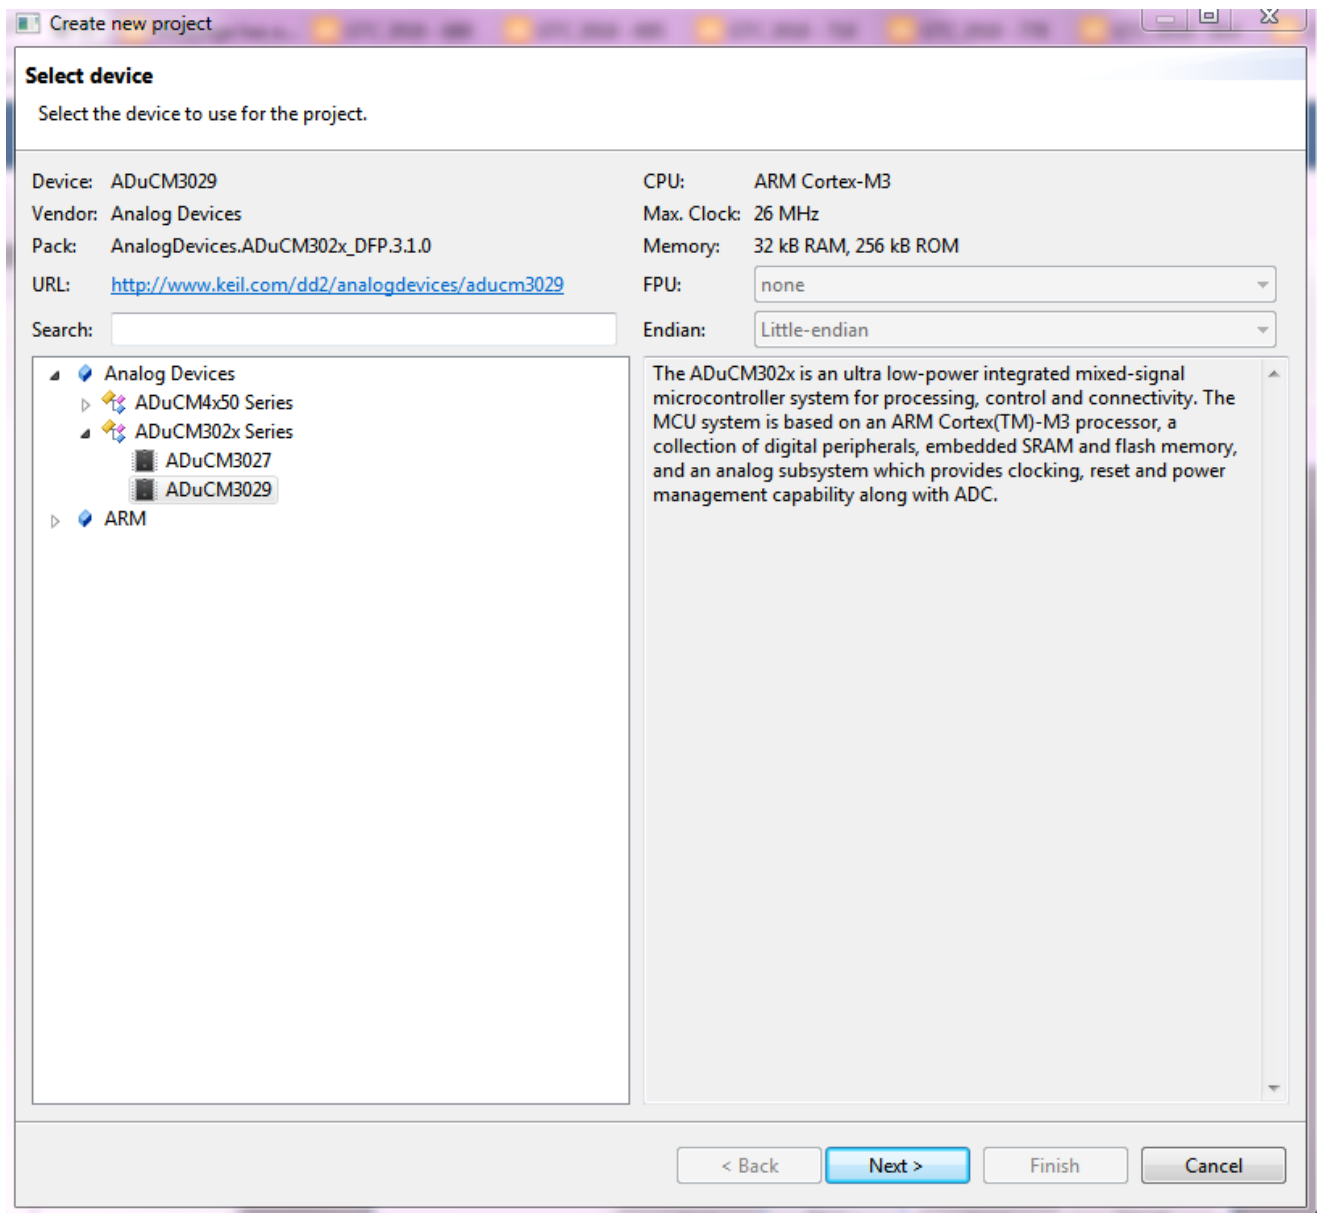 Create new project
Select device
Select the device to use for the project.
Device: ADuCM3029
Vendor: Analog Devices
Pack: AnalogDevices.ADuCM302x_DFP.3.1.0
URL: http://www.keil.com/dd2/analogdevices/aducm3029
Search:
CPU: ARM Cortex-M3
Max. Clock: 26 MHz
Memory: 32 kB RAM, 256 kB ROM
FPU: none
Endian: Little-endian
Analog Devices
ADuCM4x50 Series
ADuCM302x Series
ADuCM3027
ADuCM3029
ARM
The ADuCM302x is an ultra low-power integrated mixed-signal
microcontroller system for processing, control and connectivity. The
MCU system is based on an ARM Cortex(TM)-M3 processor, a
collection of digital peripherals, embedded SRAM and flash memory,
and an analog subsystem which provides clocking, reset and power
management capability along with ADC.
< Back
Next >
Finish
Cancel